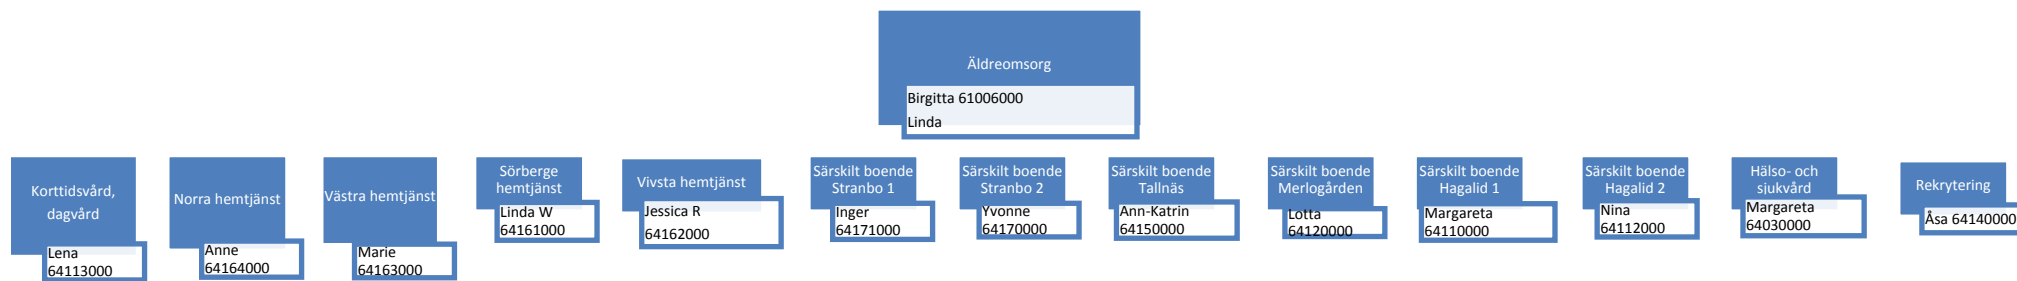 Äldreomsorg
Birgitta 61006000
Linda
Korttidsvård,
dagvård
Lena
64113000
Norra hemtjänst
Anne
64164000
Västra hemtjänst
Marie
64163000
Sörberge
hemtjänst
Linda W
64161000
Vivsta hemtjänst
Jessica R
64162000
Särskilt boende
Stranbo 1
Inger
64171000
Särskilt boende
Stranbo 2
Yvonne
64170000
Särskilt boende
Tallnäs
Ann-Katrin
64150000
Särskilt boende
Merlogården
Lotta
64120000
Särskilt boende
Hagalid 1
Margareta
64110000
Särskilt boende
Hagalid 2
Nina
64112000
Hälso- och
sjukvård
Margareta
64030000
Rekrytering
Åsa 64140000